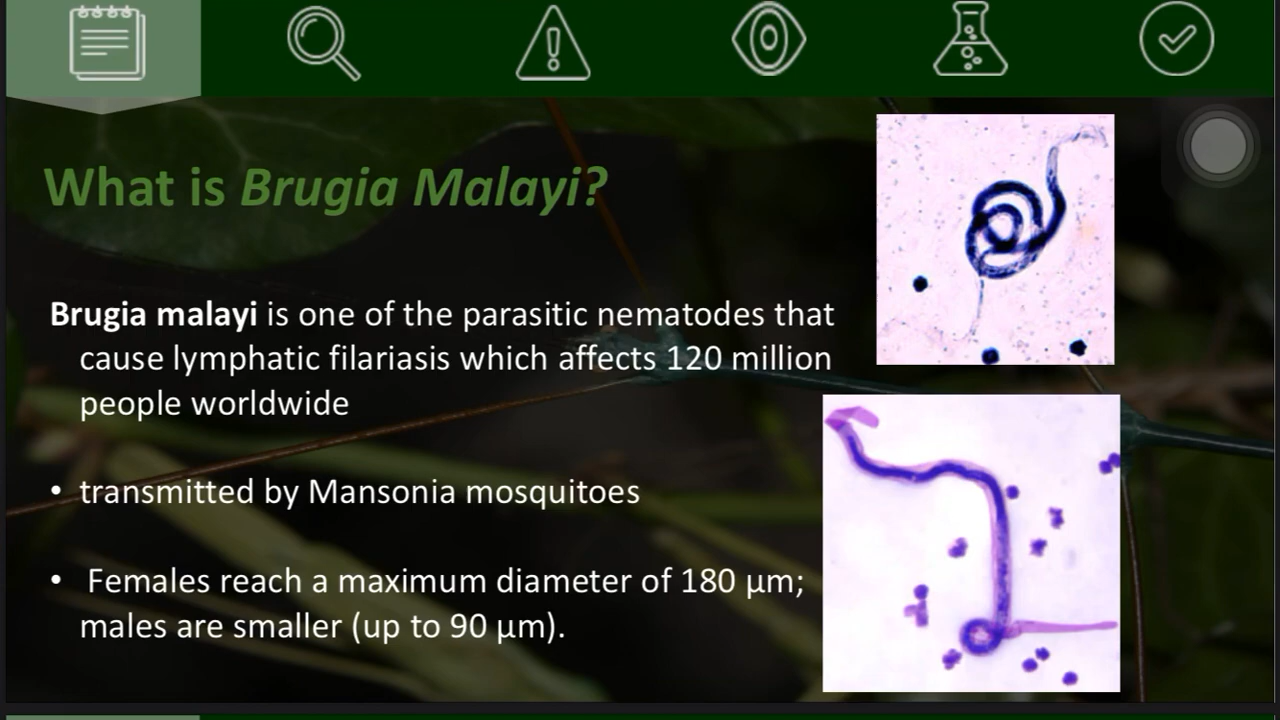 What is Brugia Malayi?
Brugia malayi is one of the parasitic nematodes that
cause lymphatic filariasis which affects 120 million
people worldwide
• transmitted by Mansonia mosquitoes
• Females reach a maximum diameter of 180 μm;
males are smaller (up to 90 μm).